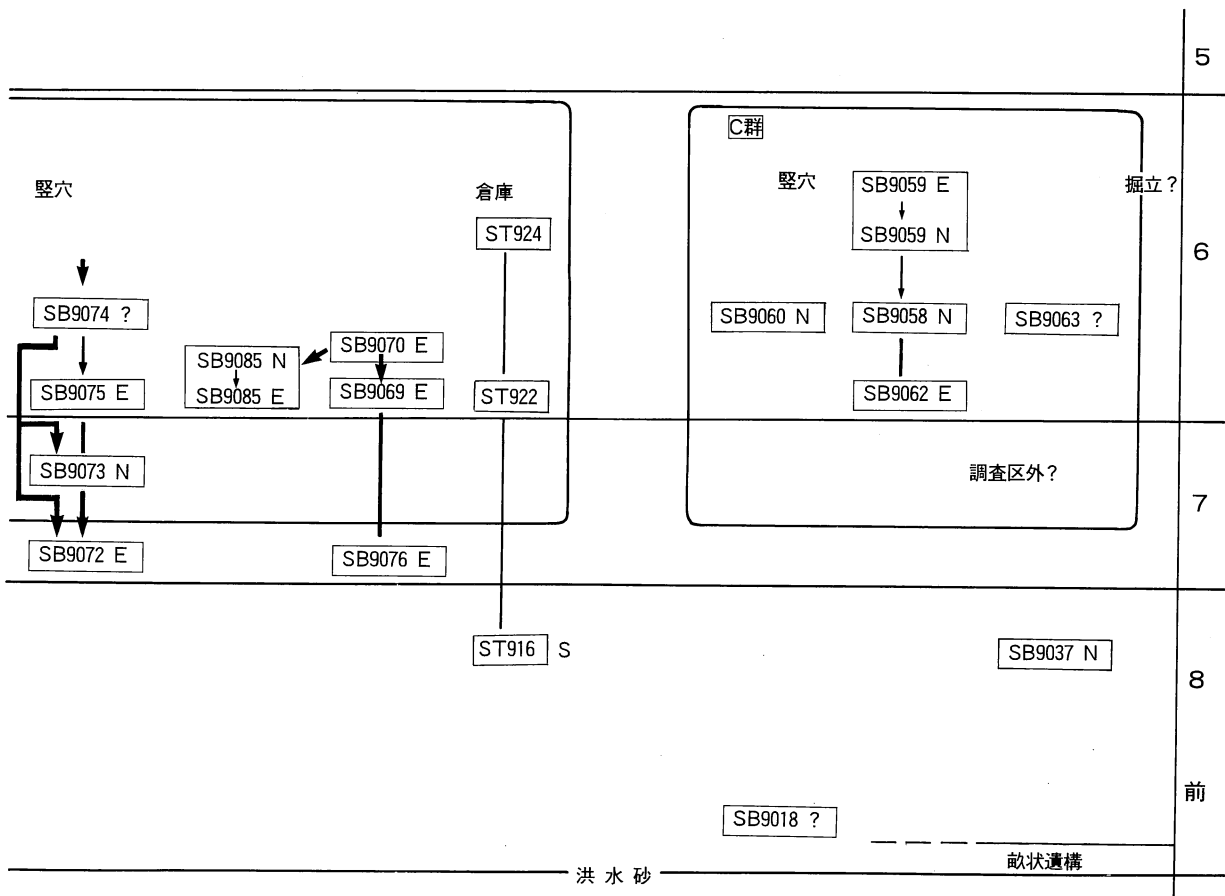 5
C群
竪穴
倉庫
竪穴
SB9059 E
掘立?
ST924
SB9059 N
6
SB9074 ?
SB9060 N
SB9058 N
SB9063 ?
SB9070 E
SB9085 N
SB9075 E
SB9085 E
SB9069 E
ST922
SB9062 E
SB9073 N
調査区外?
7
SB9072 E
SB9076 E
ST916 S
SB9037 N
8
前
SB9018 ?
畝状遺構
洪水砂